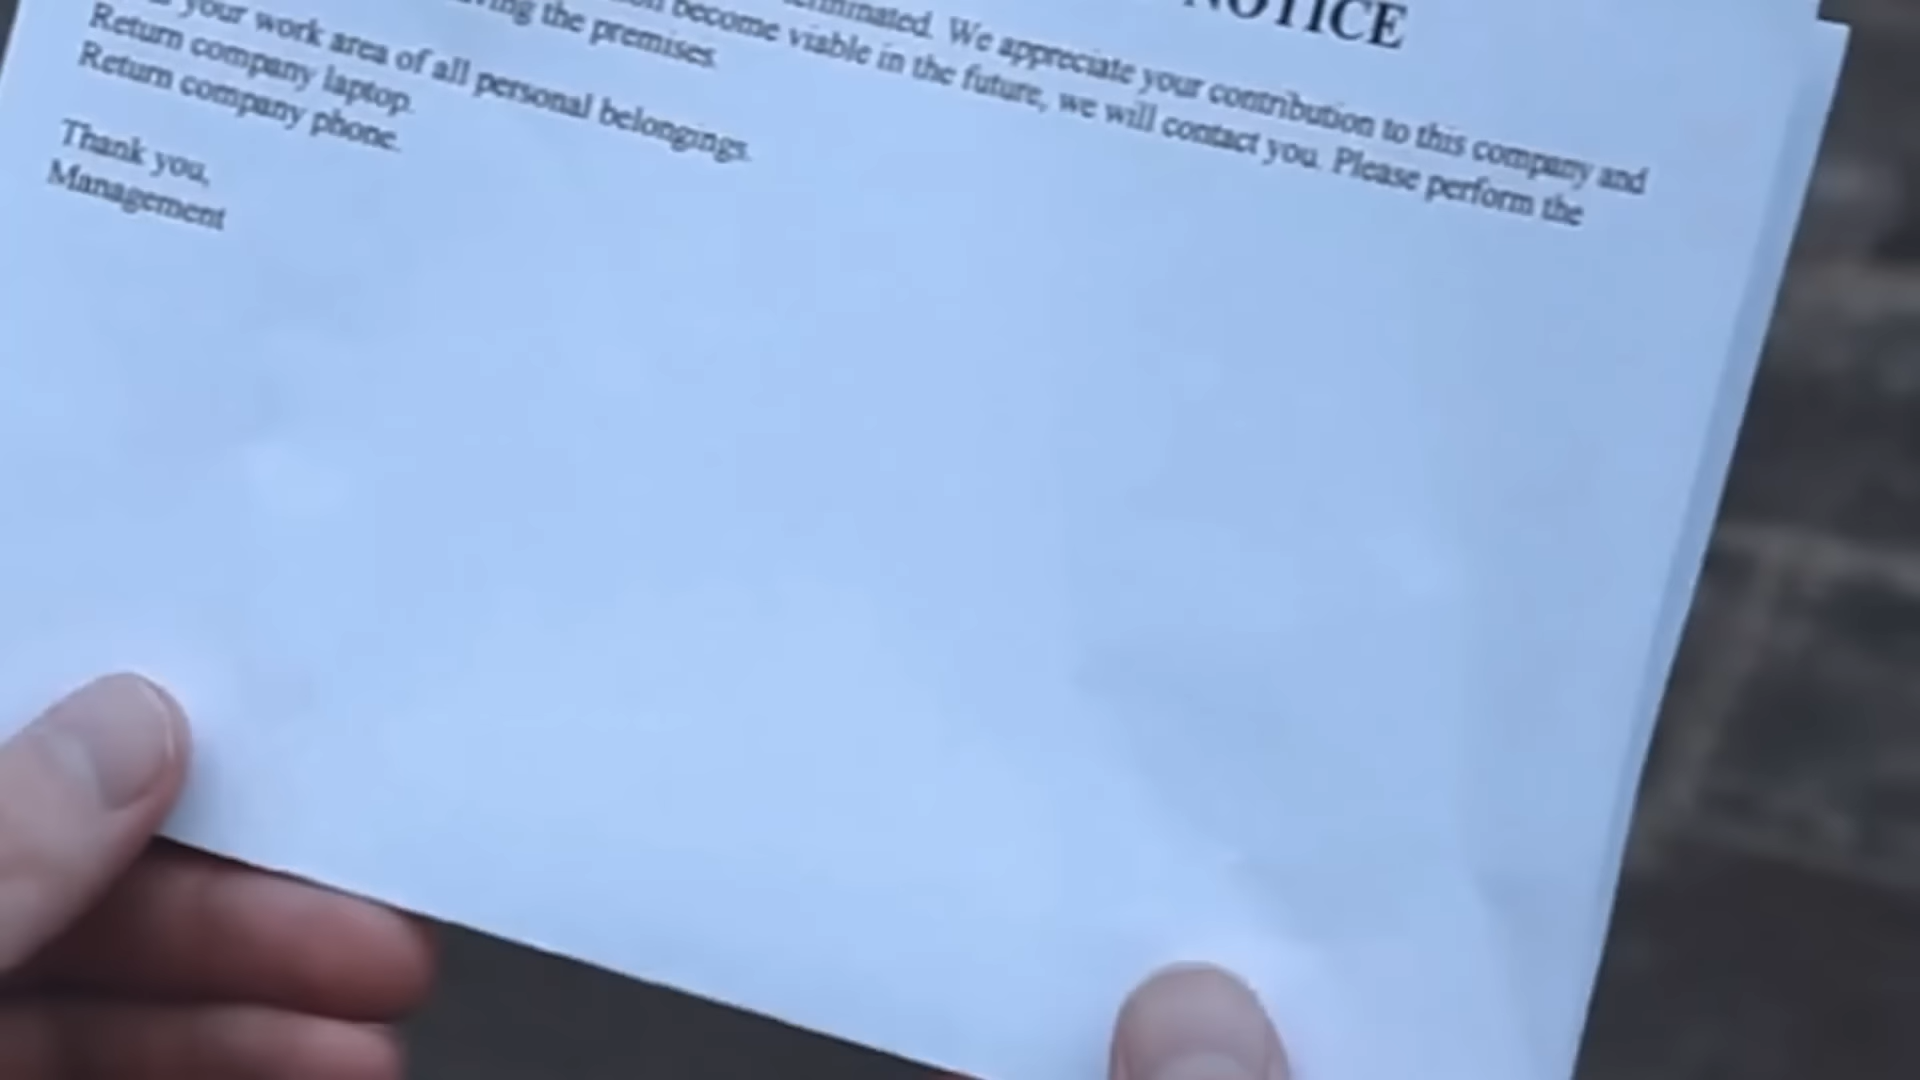 NOTICE
terminated. We appreciate your contribution to this company and
become viable in the future, we will contact you. Please perform the
the premises.
your work area of all personal belongings.
Return company laptop.
Return company phone.
Thank you,
Management